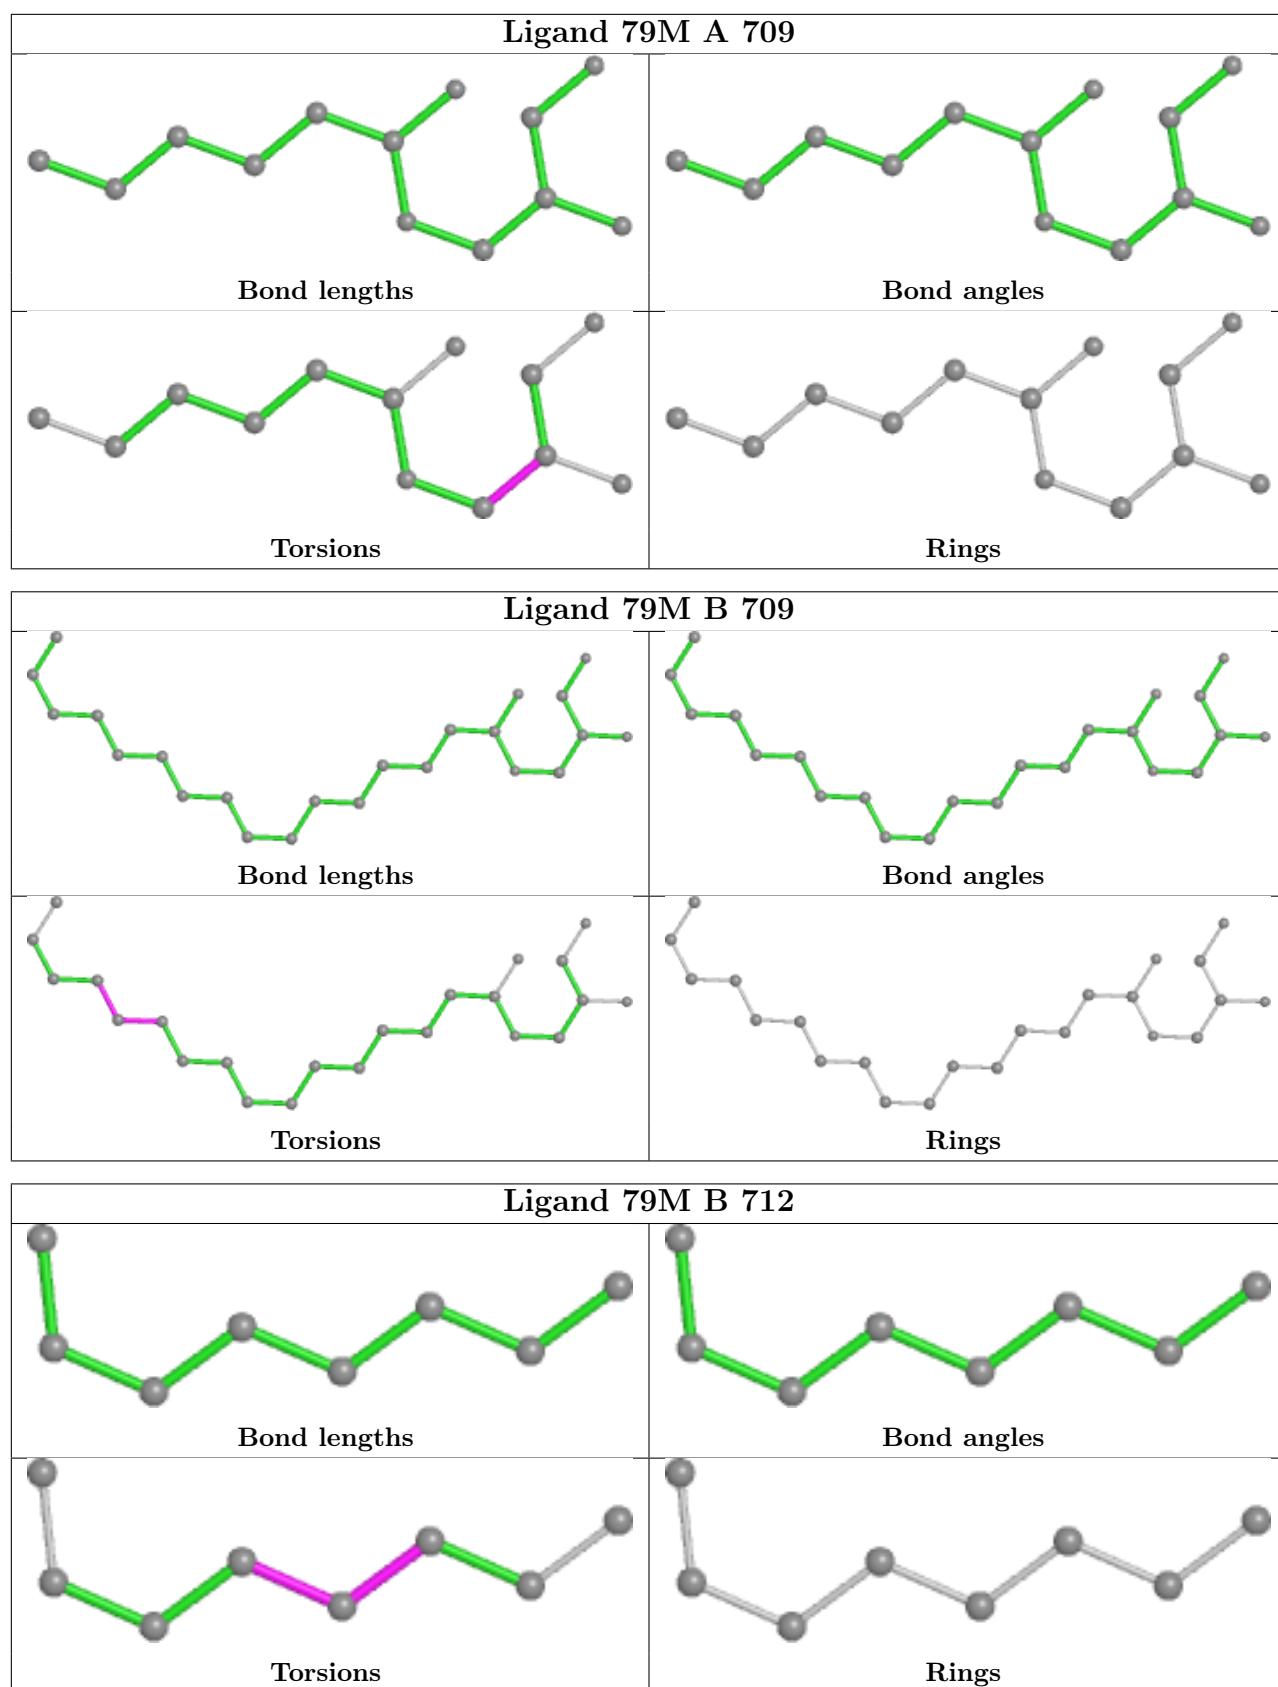 Ligand 79M A 709
Bond lengths
Bond angles
Torsions
Rings
Ligand 79M B 709
Bond lengths
Bond angles
Torsions
Rings
Ligand 79M B 712
Bond lengths
Bond angles
Torsions
Rings